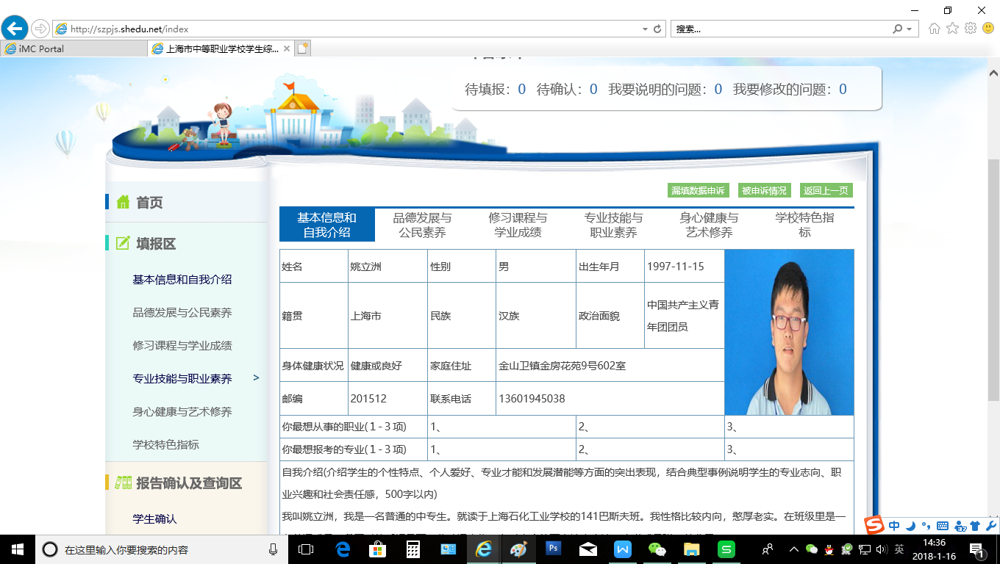 http://szpjs.shedu.net/index
搜索...
iMC Portal
上海市中等职业学校学生综...
待填报：0 待确认：0 我要说明的问题：0 我要修改的问题：0
漏填数据申诉 被申诉情况 返回上一页
首页
填报区
基本信息和自我介绍
品德发展与公民素养
修习课程与学业成绩
专业技能与职业素养 >
身心健康与艺术修养
学校特色指标
报告确认及查询区
学生确认
基本信息和
自我介绍
品德发展与
公民素养
修习课程与
学业成绩
专业技能与
职业素养
身心健康与
艺术修养
学校特色指
标
姓名 姚立洲 性别 男 出生年月 1997-11-15
籍贯 上海市 民族 汉族 政治面貌 中国共产主义青
年团团员
身体健康状况 健康或良好 家庭住址 金山卫镇金房花苑9号602室
邮编 201512 联系电话 13601945038
你最想从事的职业(１-３项) 1、 2、 3、
你最想报考的专业(１-３项) 1、 2、 3、
自我介绍(介绍学生的个性特点、个人爱好、专业才能和发展潜能等方面的突出表现，结合典型事例说明学生的专业志向、职
业兴趣和社会责任感，500字以内)
我叫姚立洲，我是一名普通的中专生。就读于上海石化工业学校的141巴斯夫班。我性格比较内向，憨厚老实。在班级里是一
S 中
在这里输入你要搜索的内容
Ps
W
S
英
14:36
2018-1-16
1